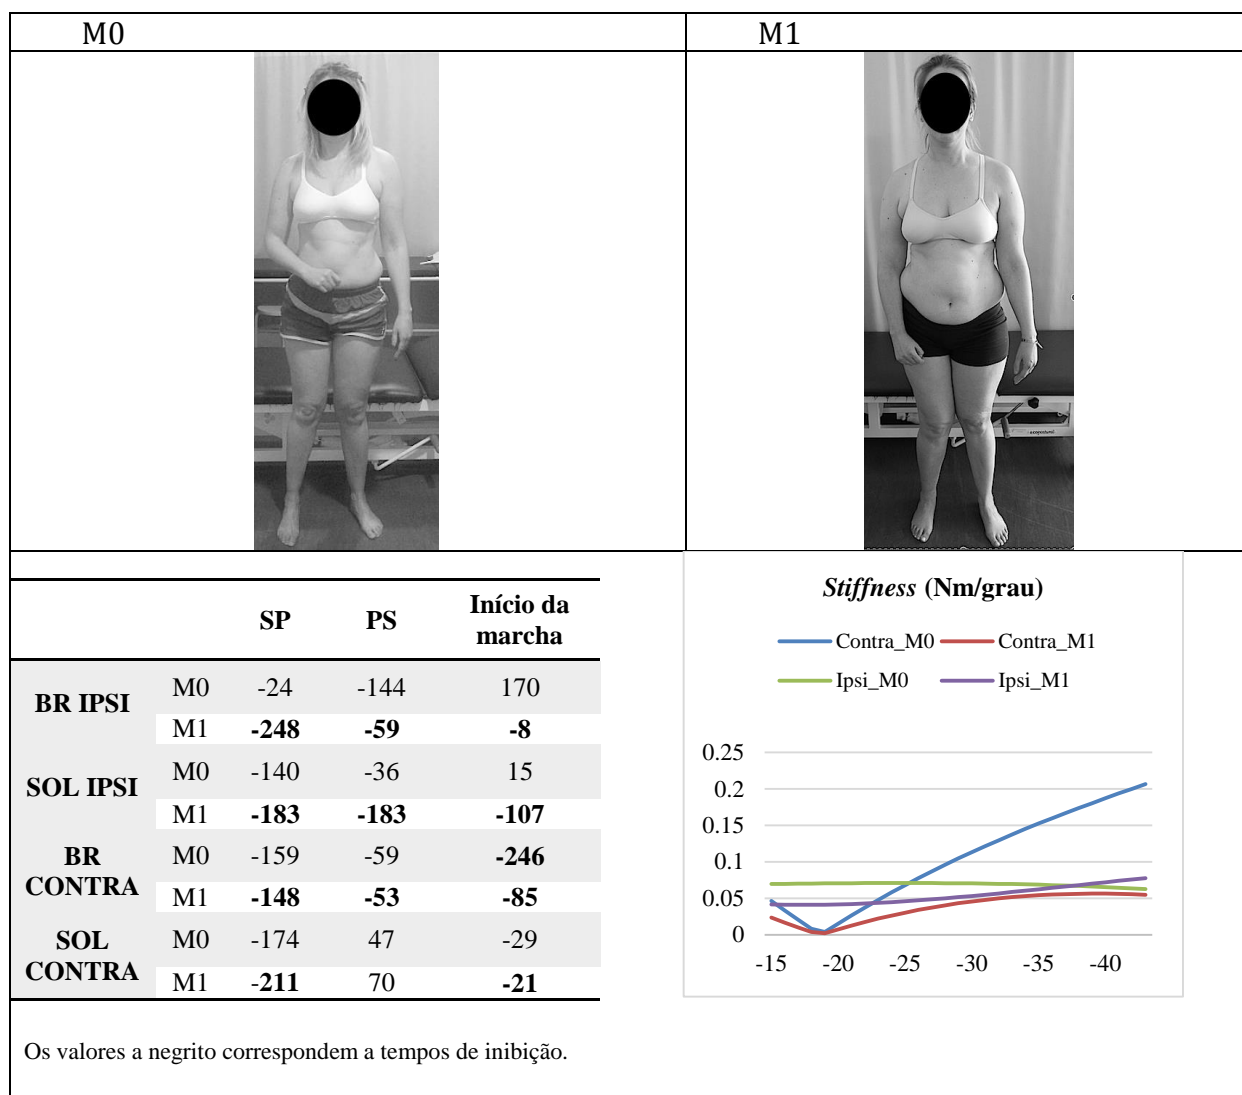 M0
M1
SP PS Início da
marcha
BR IPSI M0 -24 -144 170
M1 -248 -59 -8
SOL IPSI M0 -140 -36 15
M1 -183 -183 -107
BR CONTRA M0 -159 -59 -246
M1 -148 -53 -85
SOL CONTRA M0 -174 47 -29
M1 -211 70 -21
Os valores a negrito correspondem a tempos de inibição.
Stiffness (Nm/grau)
Contra_M0 Contra_M1
Ipsi_M0 Ipsi_M1
0.25
0.2
0.15
0.1
0.05
0
-15 -20 -25 -30 -35 -40